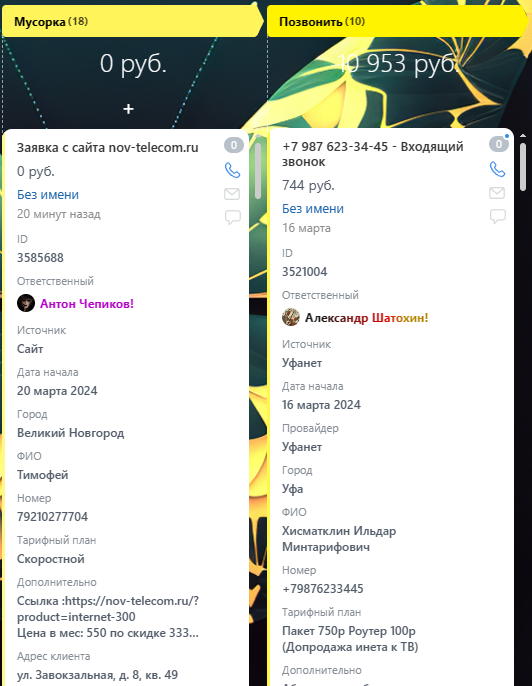 Мусорка (18)
0 руб.
+
Заявка с сайта nov-telecom.ru
0
0 руб.
Без имени
20 минут назад
ID
3585688
Ответственный
Антон Чепиков!
Источник
Сайт
Дата начала
20 марта 2024
Город
Великий Новгород
ФИО
Тимофей
Номер
79210277704
Тарифный план
Скоростной
Дополнительно
Ссылка :https://nov-telecom.ru/?
product=internet-300
Цена в мес: 550 по скидке 333...
Адрес клиента
ул. Завокзальная, д. 8, кв. 49
Позвонить (10)
10 953 руб.
+7 987 623-34-45 - Входящий
звонок
0
744 руб.
Без имени
16 марта
ID
3521004
Ответственный
Александр Шатохин!
Источник
Уфанет
Дата начала
16 марта 2024
Провайдер
Уфанет
Город
Уфа
ФИО
Хисматклин Ильдар
Минтарифович
Номер
+79876233445
Тарифный план
Пакет 750р Роутер 100р
(Допродажа инета к ТВ)
Дополнительно